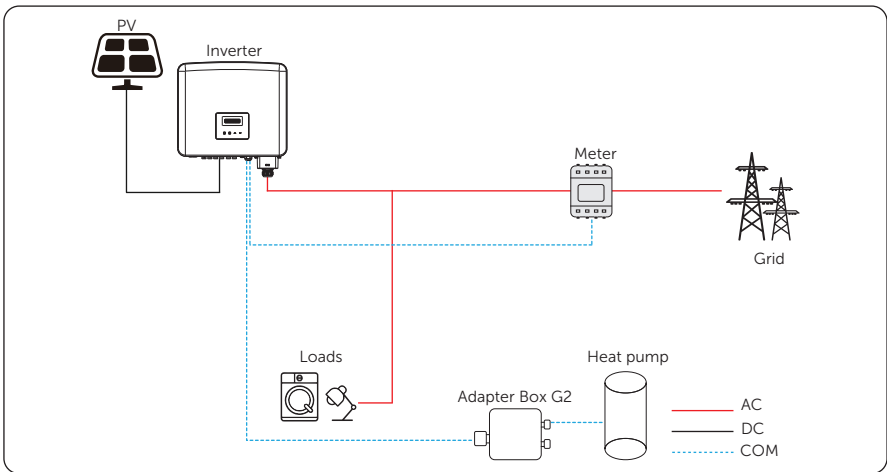 PV
Inverter
Meter
Grid
Loads
Heat pump
Adapter Box G2
AC
DC
COM